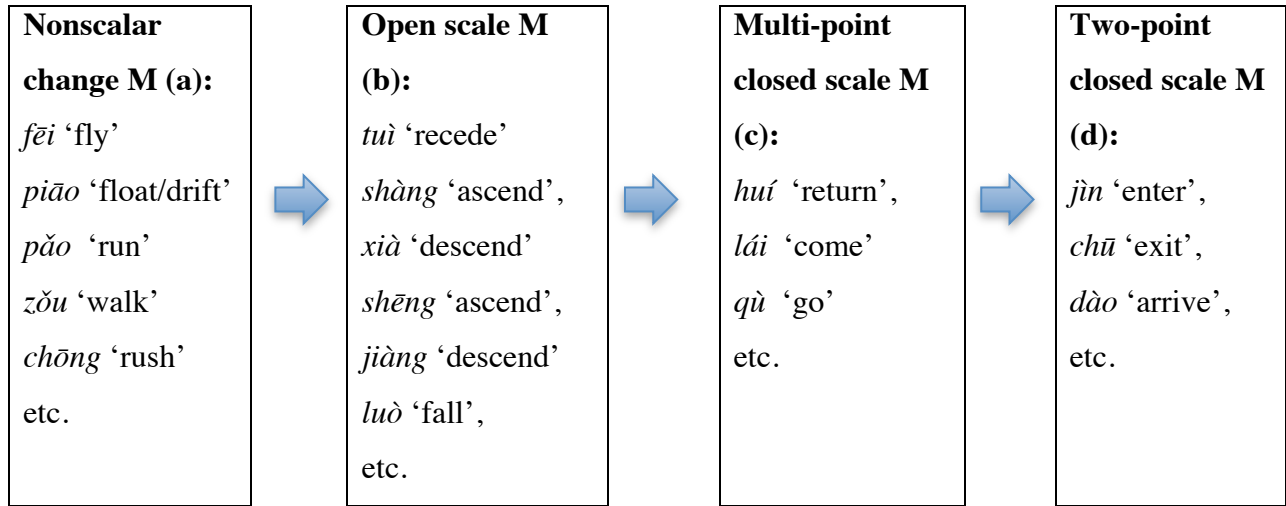 Nonscalar
change M (a):
fēi ‘fly’
piāo ‘float/drift’
pǎo ‘run’
zǒu ‘walk’
chōng ‘rush’
etc.
Open scale M
(b):
tuì ‘recede’
shàng ‘ascend’,
xià ‘descend’
shēng ‘ascend’,
jiàng ‘descend’
luò ‘fall’,
etc.
Multi-point
closed scale M
(c):
huí ‘return’,
lái ‘come’
qù ‘go’
etc.
Two-point
closed scale M
(d):
jìn ‘enter’,
chū ‘exit’,
dào ‘arrive’,
etc.